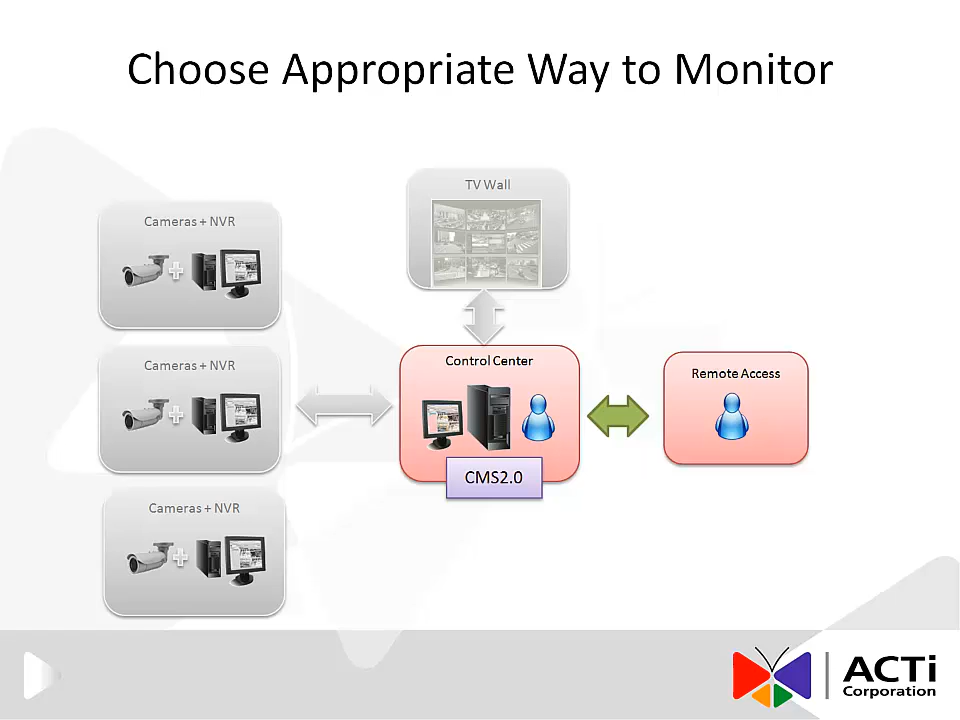 Choose Appropriate Way to Monitor
TV Wall
Cameras + NVR
Cameras + NVR
Control Center
Remote Access
CMS2.0
Cameras + NVR
ACTi
Corporation